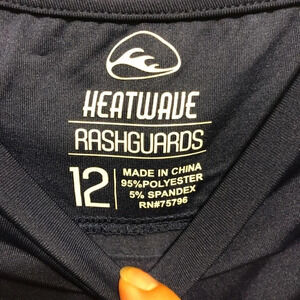 HEATWAVE
RASHGUARDS
12
MADE IN CHINA
95%POLYESTER
5% SPANDEX
RN#75796